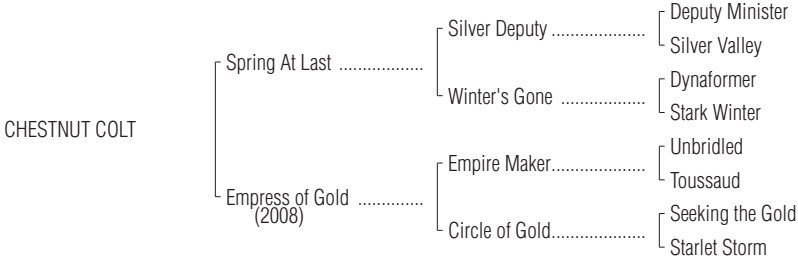 Deputy Minister
Silver Deputy ....................
Silver Valley
Spring At Last ..................
Dynaformer
Winter's Gone ..................
Stark Winter
CHESTNUT COLT
Unbridled
Empire Maker....................
Toussaud
Empress of Gold ..............
(2008)
Seeking the Gold
Circle of Gold....................
Starlet Storm